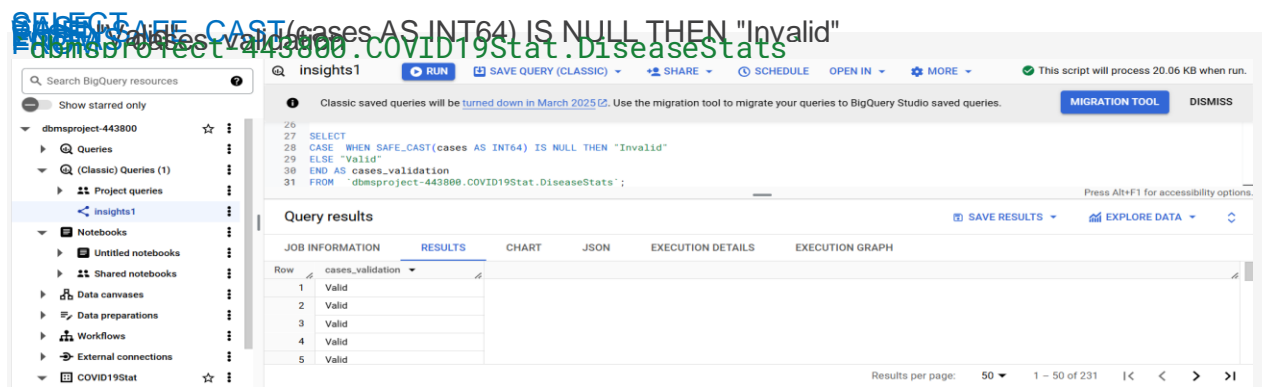 SELECT
CASE WHEN SAFE_CAST(cases AS INT64) IS NULL THEN "Invalid"
ELSE "Valid"
END AS cases_validation
FROM `dbmsproject-443800.COVID19Stat.DiseaseStats
Search BigQuery resources
Show starred only
dbmsproject-443800
Queries
(Classic) Queries (1)
Project queries
insights1
Notebooks
Untitled notebooks
Shared notebooks
Data canvases
Data preparations
Workflows
External connections
COVID19Stat
insights1 RUN SAVE QUERY (CLASSIC) SHARE SCHEDULE OPEN IN MORE This script will process 20.06 KB when run.
Classic saved queries will be turned down in March 2025. Use the migration tool to migrate your queries to BigQuery Studio saved queries. MIGRATION TOOL DISMISS
26
27 SELECT
28 CASE WHEN SAFE_CAST(cases AS INT64) IS NULL THEN "Invalid"
29 ELSE "Valid"
30 END AS cases_validation
31 FROM `dbmsproject-443800.COVID19Stat.DiseaseStats`;
Press Alt+F1 for accessibility options.
Query results SAVE RESULTS EXPLORE DATA
JOB INFORMATION RESULTS CHART JSON EXECUTION DETAILS EXECUTION GRAPH
Row cases_validation
1 Valid
2 Valid
3 Valid
4 Valid
5 Valid
Results per page: 50 1 – 50 of 231